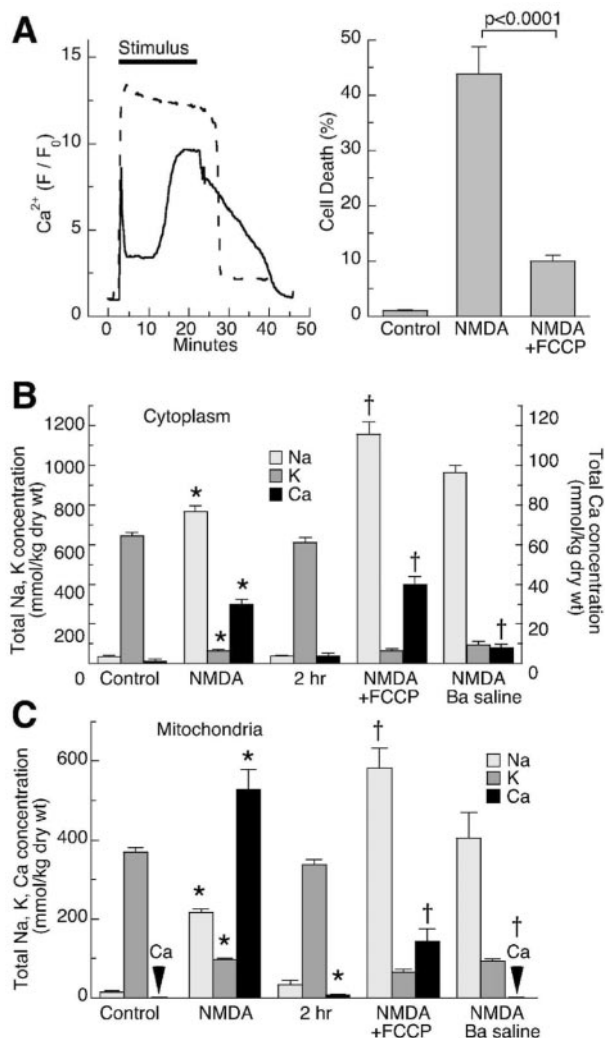 A
Stimulus
15
10
5
0
Ca2+ (F / F0)
0 10 20 30 40 50
Minutes
p<0.0001
50
40
30
20
10
0
Cell Death (%)
Control NMDA NMDA
+FCCP
B
Cytoplasm
Na
K
Ca
1200
1000
800
600
400
200
0
Total Na, K concentration
(mmol/kg dry wt)
* * * † † †
120
100
80
60
40
20
0
Total Ca concentration
(mmol/kg dry wt)
Control NMDA 2 hr NMDA NMDA
+FCCP Ba saline
C
Mitochondria
Na
K
Ca
600
400
200
0
Total Na, K, Ca concentration
(mmol/kg dry wt)
Ca
* * * * † † †
Ca
Control NMDA 2 hr NMDA NMDA
+FCCP Ba saline